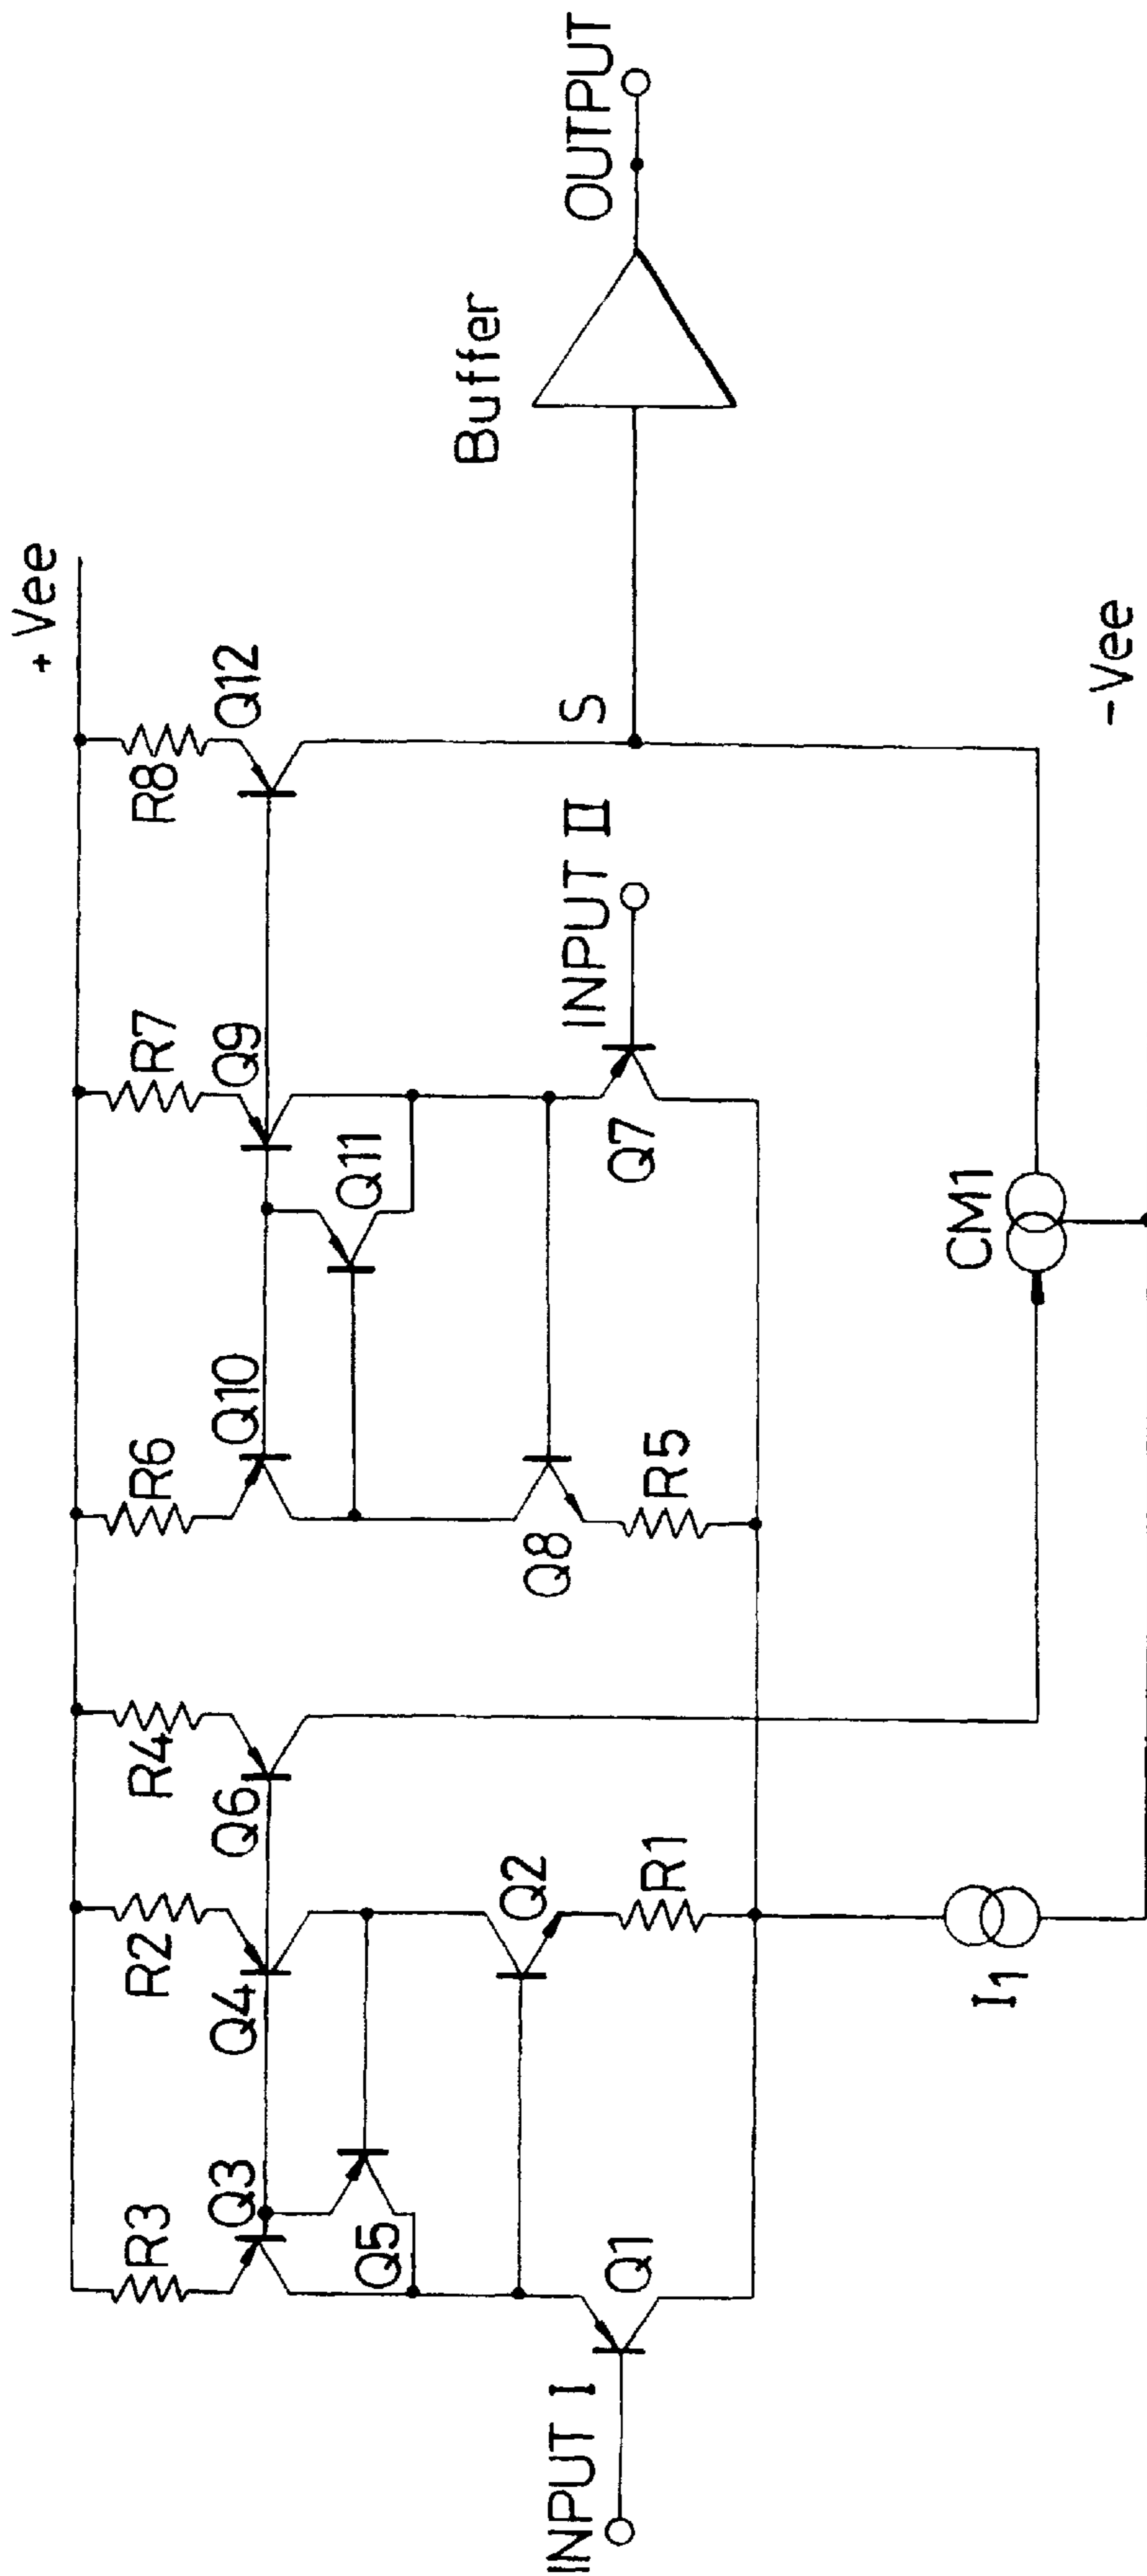 +Vee
R3
R2
R4
R6
R7
R8
Q3
Q4
Q6
Q10
Q9
Q12
Q5
Q11
Q2
Q8
INPUT I
Q1
R1
R5
Q7
INPUT II
S
Buffer
OUTPUT
I1
CM1
-Vee